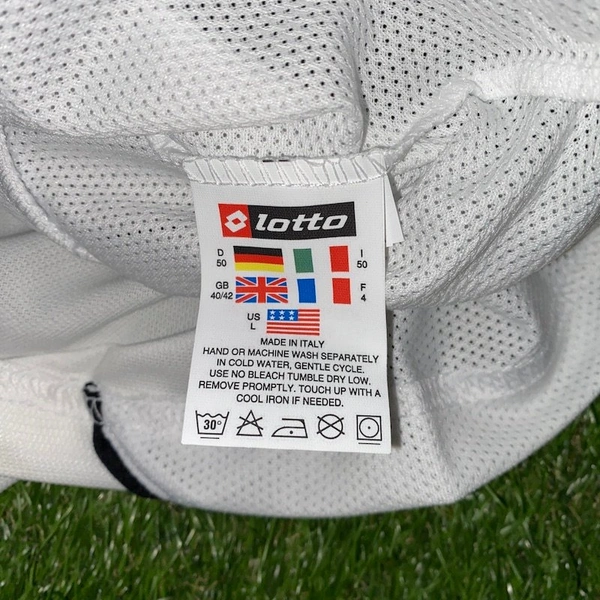 lotto
D 50
I 50
GB 40/42
F 4
US L
MADE IN ITALY
HAND OR MACHINE WASH SEPARATELY
IN COLD WATER, GENTLE CYCLE.
USE NO BLEACH TUMBLE DRY LOW.
REMOVE PROMPTLY. TOUCH UP WITH A
COOL IRON IF NEEDED.
30°